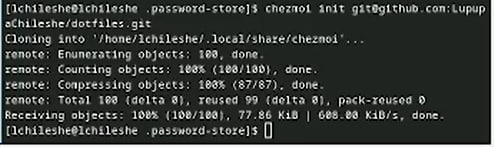 [lchileshe@lchileshe .password-store]$ chezmoi init git@github.com:Lupup
aChileshe/dotfiles.git
Cloning into '/home/lchileshe/.local/share/chezmoi'...
remote: Enumerating objects: 100, done.
remote: Counting objects: 100% (100/100), done.
remote: Compressing objects: 100% (87/87), done.
remote: Total 100 (delta 0), reused 99 (delta 0), pack-reused 0
Receiving objects: 100% (100/100), 77.86 KiB | 608.00 KiB/s, done.
[lchileshe@lchileshe .password-store]$